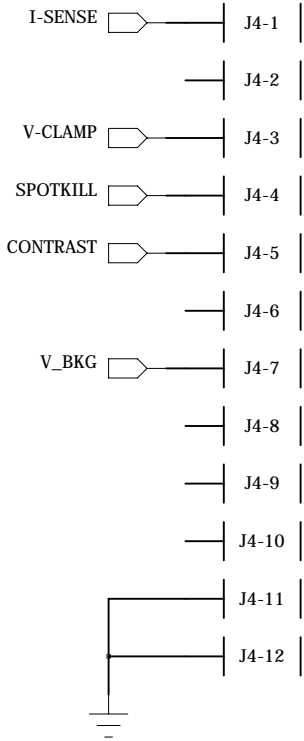 I-SENSE J4-1
J4-2
V-CLAMP J4-3
SPOTKILL J4-4
CONTRAST J4-5
J4-6
V_BKG J4-7
J4-8
J4-9
J4-10
J4-11
J4-12